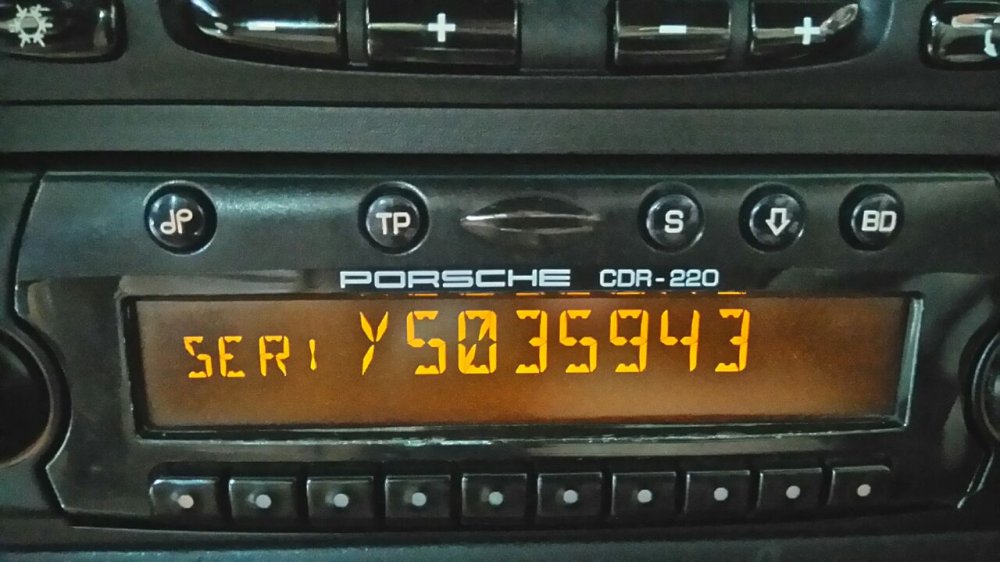 - + - +
dP TP S BD
PORSCHE CDR-220
SERI Y5035943